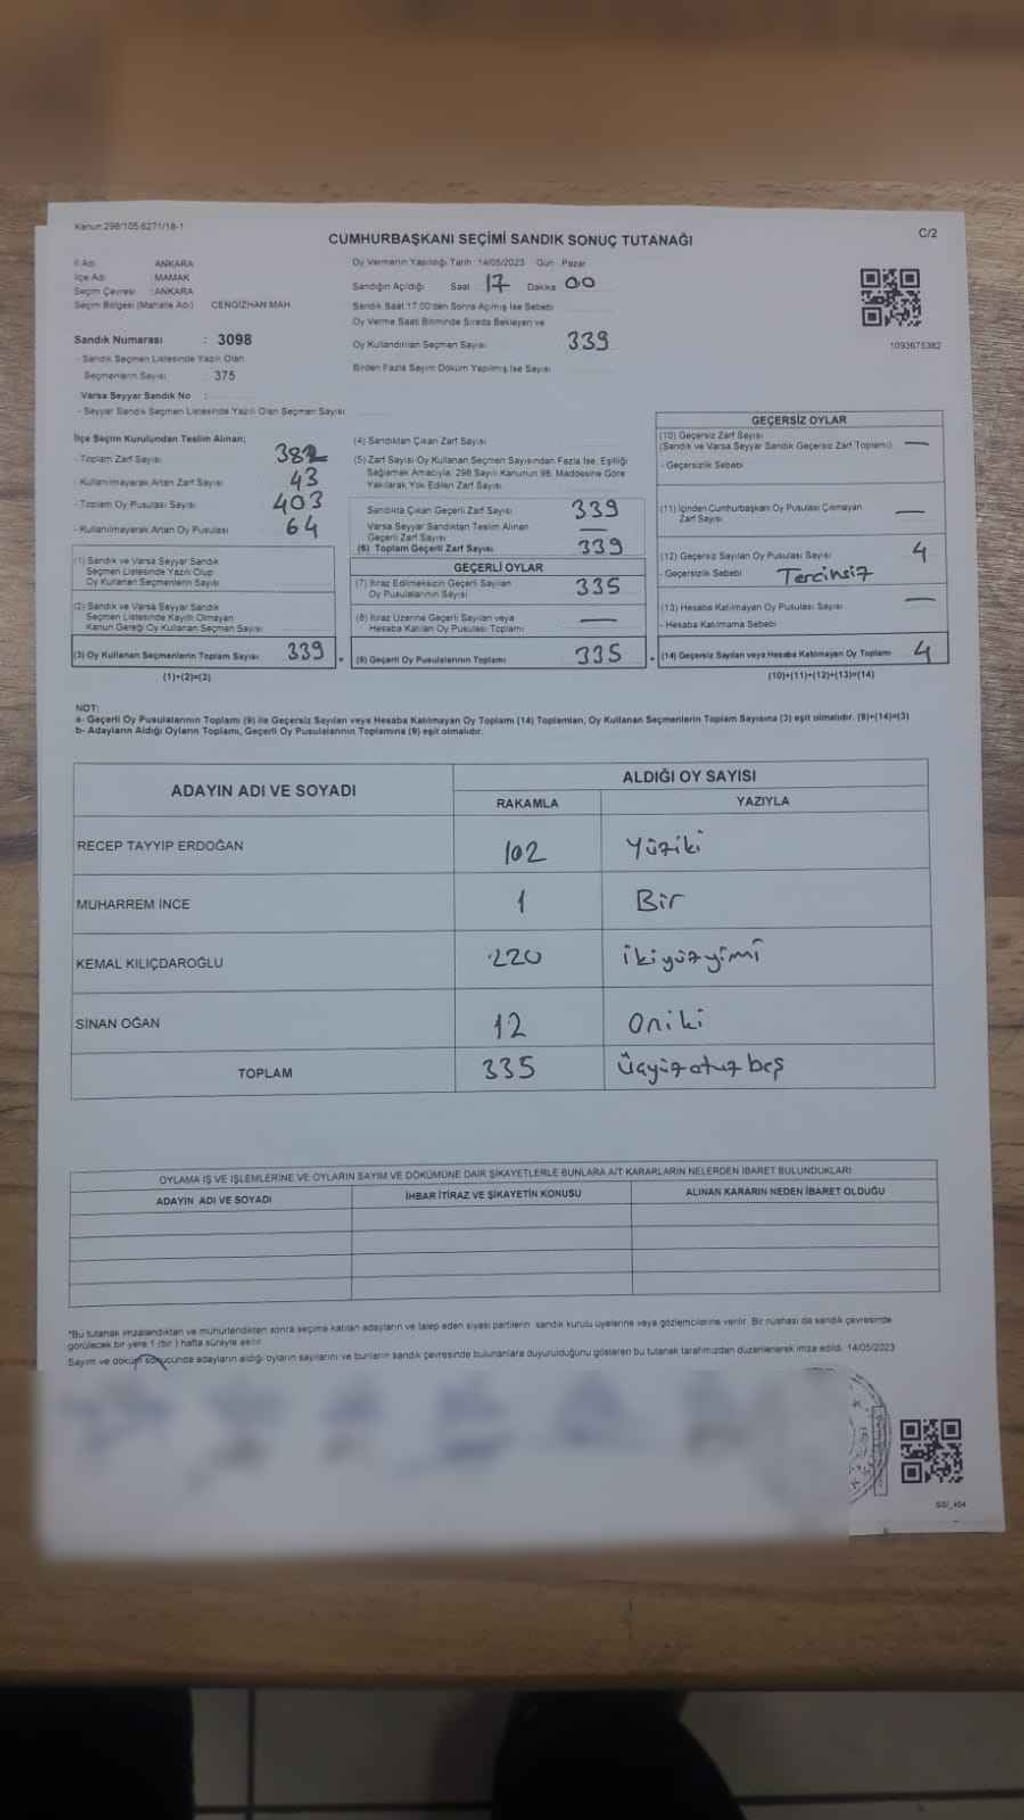 Kanun 298/105 6271/18-1
C/2
CUMHURBAŞKANI SEÇİMİ SANDIK SONUÇ TUTANAĞI
İl Adı ANKARA
İlçe Adı MAMAK
Seçim Çevresi : ANKARA
Seçim Bölgesi (Mahalle Adı) CENGİZHAN MAH
Sandık Numarası : 3098
- Sandık Seçmen Listesinde Yazılı Olan
Seçmenlerin Sayısı : 375
- Varsa Seyyar Sandık No :
- Seyyar Sandık Seçmen Listesinde Yazılı Olan Seçmen Sayısı
Oy Vermenin Yapıldığı Tarih : 14/05/2023 Gün : Pazar
Sandığın Açıldığı Saat 17 Dakika 00
Sandık Saat 17:00'den Sonra Açılmış İse Sebebi
Oy Verme Saati Bitiminde Sırada Bekleyen ve
Oy Kullandırılan Seçmen Sayısı 339
Birden Fazla Sayım Döküm Yapılmış İse Sayısı
1093675382
İlçe Seçim Kurulundan Teslim Alınan;
- Toplam Zarf Sayısı 382
- Kullanılmayarak Artan Zarf Sayısı 43
- Toplam Oy Pusulası Sayısı 403
- Kullanılmayarak Artan Oy Pusulası 64
(1) Sandık ve Varsa Seyyar Sandık
Seçmen Listesinde Yazılı Olup
Oy Kullanan Seçmenlerin Sayısı
(2) Sandık ve Varsa Seyyar Sandık
Seçmen Listesinde Kayıtlı Olmayan
Kanun Gereği Oy Kullanan Seçmen Sayısı
(3) Oy Kullanan Seçmenlerin Toplam Sayısı 339
(1)+(2)=(2)
(4) Sandıktan Çıkan Zarf Sayısı
(5) Zarf Sayısı Oy Kullanan Seçmen Sayısından Fazla İse, Eşitliği
Sağlamak Amacıyla, 298 Sayılı Kanunun 98. Maddesine Göre
Yakılarak Yok Edilen Zarf Sayısı
Sandıkta Çıkan Geçerli Zarf Sayısı 339
Varsa Seyyar Sandıktan Teslim Alınan
Geçerli Zarf Sayısı —
(6) Toplam Geçerli Zarf Sayısı 339
GEÇERLİ OYLAR
(7) İtiraz Edilmeksizin Geçerli Sayılan
Oy Pusulalarının Sayısı 335
(8) İtiraz Üzerine Geçerli Sayılan veya
Hesaba Katılan Oy Pusulası Toplamı —
(9) Geçerli Oy Pusulalarının Toplamı 335
GEÇERSİZ OYLAR
(10) Geçersiz Zarf Sayısı
(Sandık ve Varsa Seyyar Sandık Geçersiz Zarf Toplamı) —
- Geçersizlik Sebebi
(11) İçinden Cumhurbaşkan Oy Pusulası Çıkmayan
Zarf Sayısı —
(12) Geçersiz Sayılan Oy Pusulası Sayısı 4
- Geçersizlik Sebebi Tercihsiz
(13) Hesaba Katılmayan Oy Pusulası Sayısı —
- Hesaba Katılmama Sebebi
(14) Geçersiz Sayılan veya Hesaba Katılmayan Oy Toplamı 4
(10)+(11)+(12)+(13)=(14)
NOT:
a- Geçerli Oy Pusulalarının Toplamı (9) ile Geçersiz Sayılan veya Hesaba Katılmayan Oy Toplamı (14) Toplamları, Oy Kullanan Seçmenlerin Toplam Sayısına (3) eşit olmalıdır. (9)+(14)=(3)
b- Adayların Aldığı Oyların Toplamı, Geçerli Oy Pusulalarının Toplamına (9) eşit olmalıdır.
ADAYIN ADI VE SOYADI
ALDIĞI OY SAYISI
RAKAMLA YAZIYLA
RECEP TAYYİP ERDOĞAN 102 Yüziki
MUHARREM İNCE 1 Bir
KEMAL KILIÇDAROĞLU 220 ikiyüzyimi
SİNAN OĞAN 12 Oniki
TOPLAM 335 Üçyüzotuzbeş
OYLAMA İŞ VE İŞLEMLERİNE VE OYLARIN SAYIM VE DÖKÜMÜNE DAİR ŞİKAYETLERLE BUNLARA AİT KARARLARIN NELERDEN İBARET BULUNDUKLARI
ADAYIN ADI VE SOYADI İHBAR İTİRAZ VE ŞİKAYETİN KONUSU ALINAN KARARIN NEDEN İBARET OLDUĞU
*Bu tutanak imzalandıktan ve mühürlendikten sonra seçime katılan adayların ve talep eden siyasi partilerin sandık kurulu üyelerine veya gözlemcilerine verilir. Bir nüshası da sandık çevresinde
görülecek bir yere 1 (bir) hafta süreyle asılır.
Sayım ve döküm sonucunda adayların aldığı oyların sayılarını ve bunların sandık çevresinde bulunanlara duyurulduğunu gösteren bu tutanak tarafımızdan düzenlenerek imza edildi. 14/05/2023